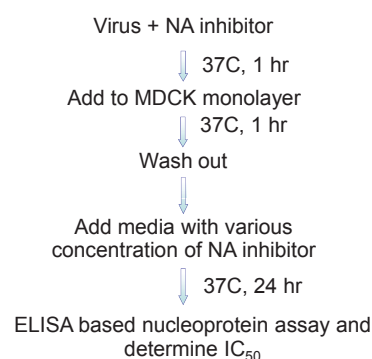 Virus + NA inhibitor
37C, 1 hr
Add to MDCK monolayer
37C, 1 hr
Wash out
Add media with various
concentration of NA inhibitor
37C, 24 hr
ELISA based nucleoprotein assay and
determine IC50